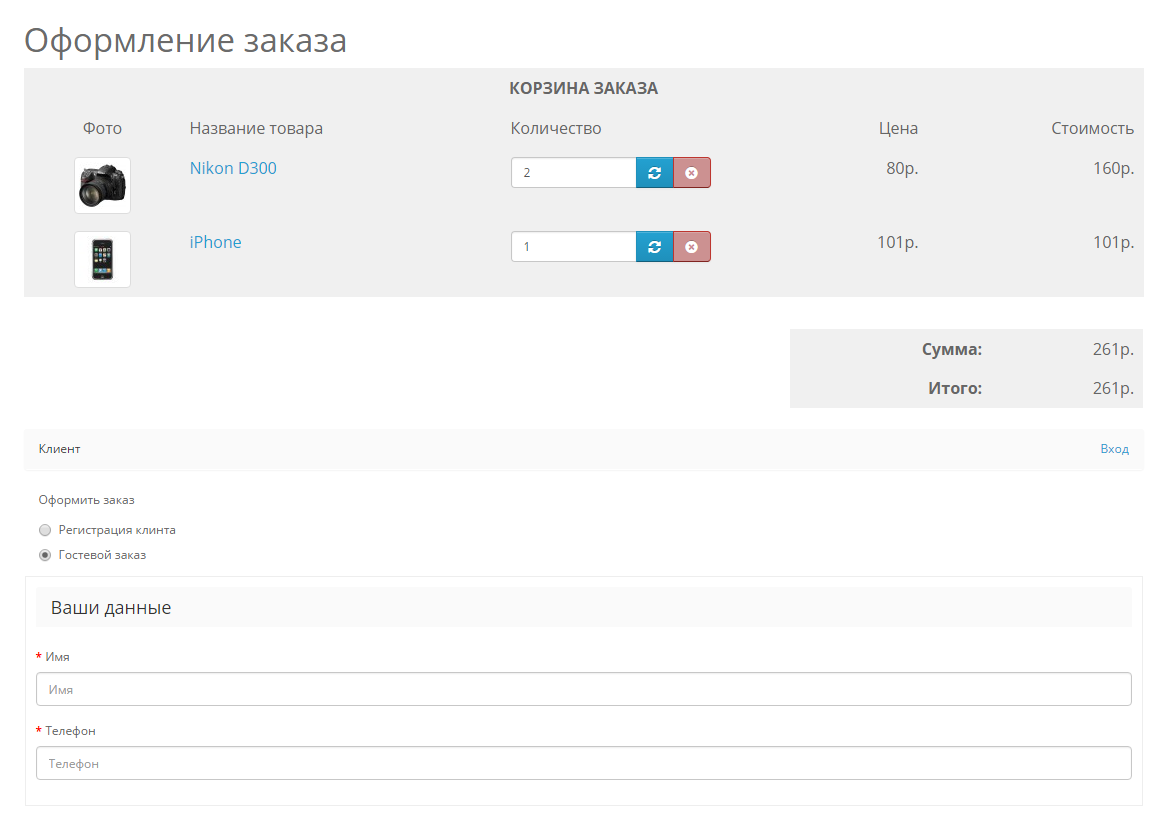 Оформление заказа
КОРЗИНА ЗАКАЗА
Фото Название товара Количество Цена Стоимость
Nikon D300 2 80р. 160р.
iPhone 1 101р. 101р.
Сумма: 261р.
Итого: 261р.
Клиент Вход
Оформить заказ
Регистрация клинта
Гостевой заказ
Ваши данные
* Имя
Имя
* Телефон
Телефон